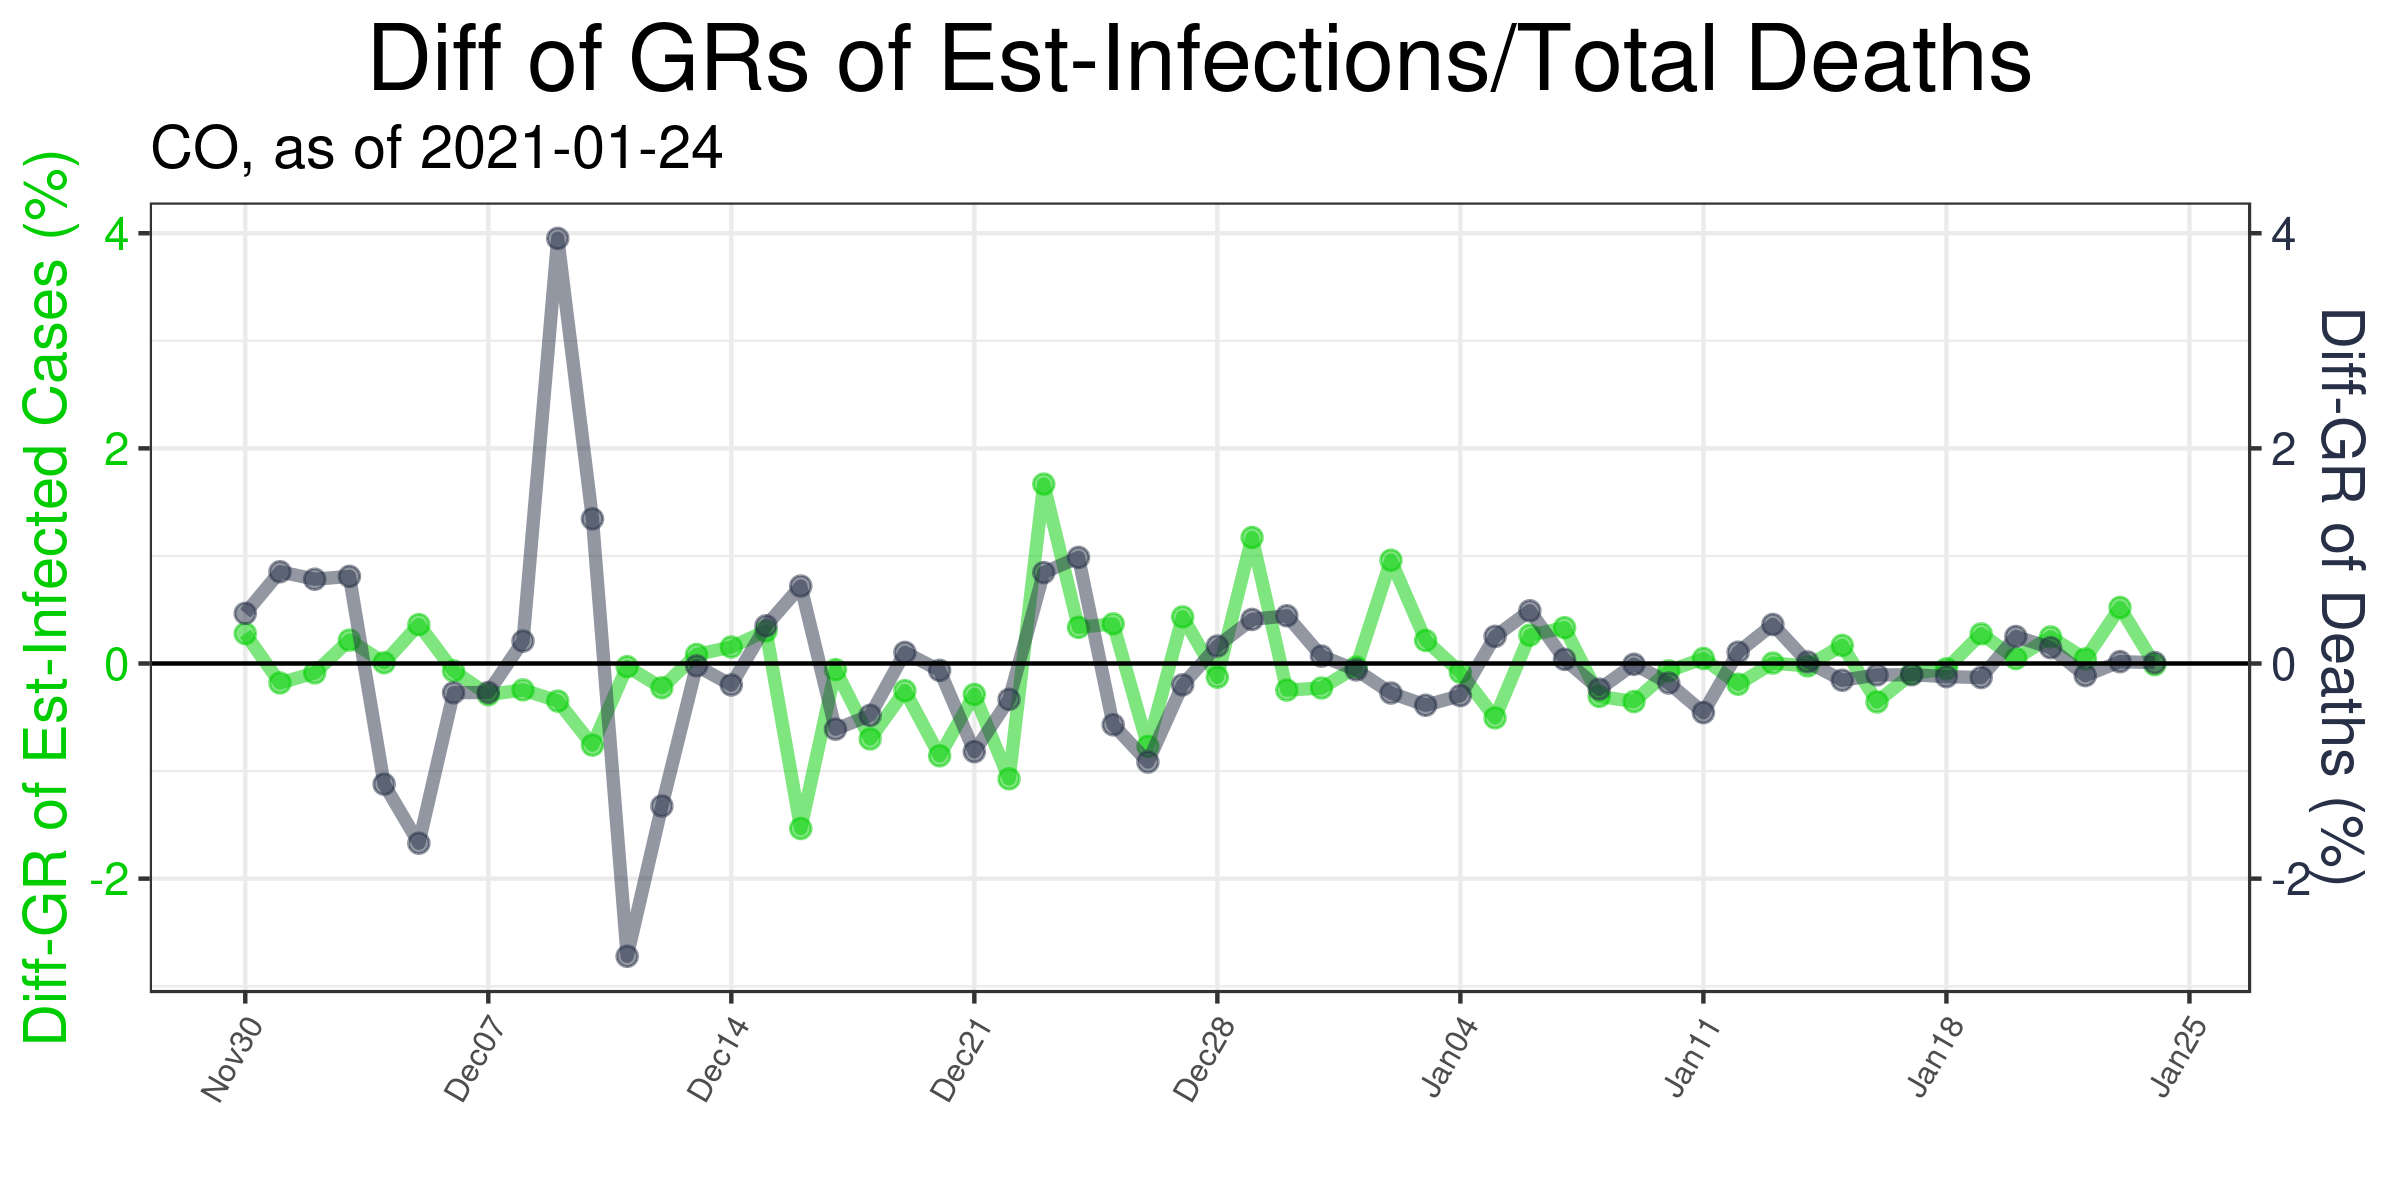 Diff of GRs of Est-Infections/Total Deaths
CO, as of 2021-01-24
Diff-GR of Est-Infected Cases (%)
4
2
0
-2
4
2
0
-2
Diff-GR of Deaths (%)
Nov30
Dec07
Dec14
Dec21
Dec28
Jan04
Jan11
Jan18
Jan25